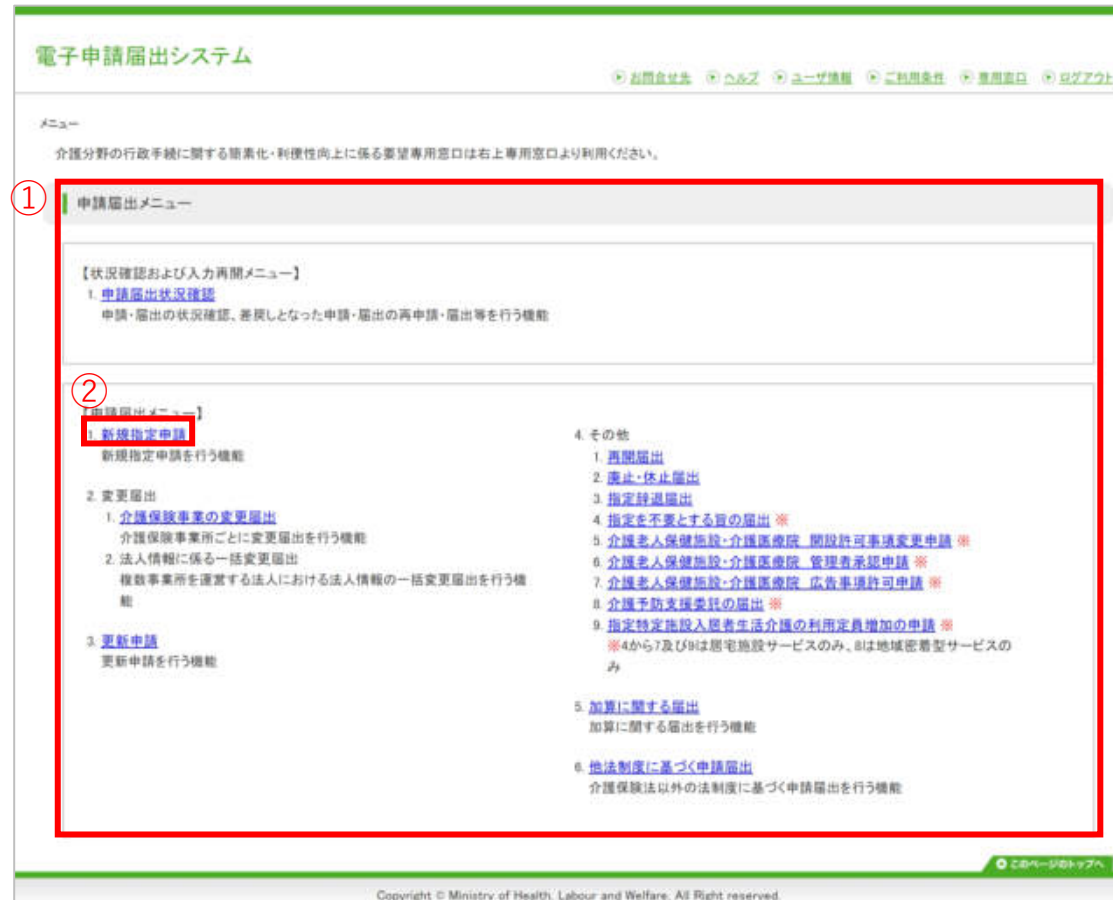 電子申請届出システム
お問合せ先 ヘルプ ユーザ情報 ご利用条件 専用窓口 ログアウト
メニュー
介護分野の行政手続に関する簡素化・利便性向上に係る要望専用窓口は右上専用窓口より利用ください。
①
申請届出メニュー
【状況確認および入力再開メニュー】
1. 申請届出状況確認
申請・届出の状況確認、差戻しとなった申請・届出の再申請・届出等を行う機能
②
【申請届出メニュー】
1. 新規指定申請
新規指定申請を行う機能
2. 変更届出
1. 介護保険事業の変更届出
介護保険事業所ごとに変更届出を行う機能
2. 法人情報に係る一括変更届出
複数事業所を運営する法人における法人情報の一括変更届出を行う機
能
3. 更新申請
更新申請を行う機能
4. その他
1. 再開届出
2. 廃止・休止届出
3. 指定辞退届出
4. 指定を不要とする旨の届出 ※
5. 介護老人保健施設・介護医療院 開設許可事項変更申請 ※
6. 介護老人保健施設・介護医療院 管理者承認申請 ※
7. 介護老人保健施設・介護医療院 広告事項許可申請 ※
8. 介護予防支援委託の届出 ※
9. 指定特定施設入居者生活介護の利用定員増加の申請 ※
※4から7及び9は居宅施設サービスのみ、8は地域密着型サービスの
み
5. 加算に関する届出
加算に関する届出を行う機能
6. 他法制度に基づく申請届出
介護保険法以外の法制度に基づく申請届出を行う機能
このページのトップへ
Copyright © Ministry of Health, Labour and Welfare. All Right reserved.